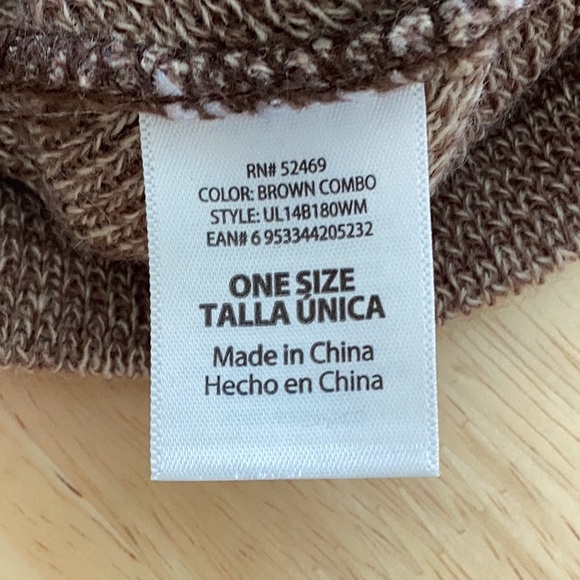 RN# 52469
COLOR: BROWN COMBO
STYLE: UL14B180WM
EAN# 6 953344205232
ONE SIZE
TALLA ÚNICA
Made in China
Hecho en China